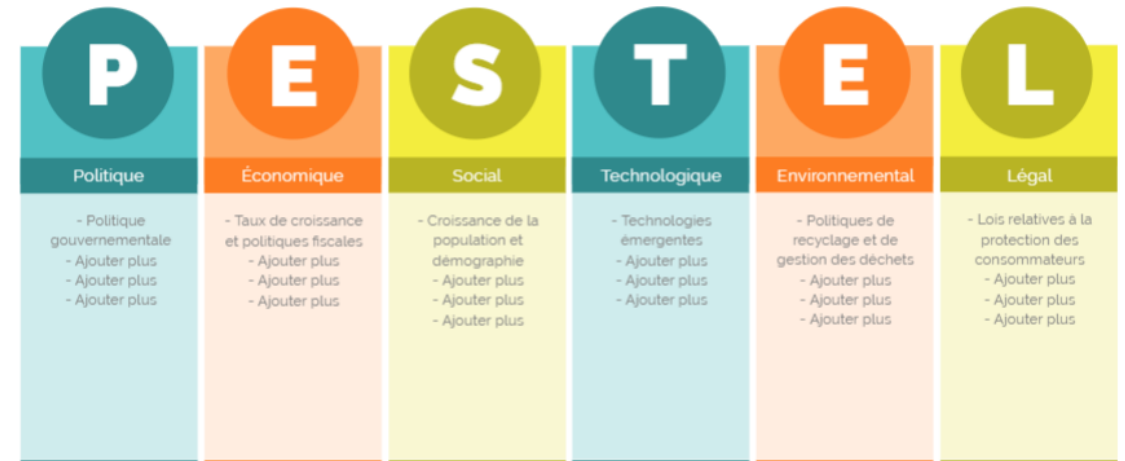 P
E
S
T
E
L
Politique
Économique
Social
Technologique
Environnemental
Légal
- Politique
gouvernementale
- Ajouter plus
- Ajouter plus
- Ajouter plus
- Taux de croissance
et politiques fiscales
- Ajouter plus
- Ajouter plus
- Ajouter plus
- Croissance de la
population et
démographie
- Ajouter plus
- Ajouter plus
- Ajouter plus
- Technologies
émergentes
- Ajouter plus
- Ajouter plus
- Ajouter plus
- Politiques de
recyclage et de
gestion des déchets
- Ajouter plus
- Ajouter plus
- Ajouter plus
- Lois relatives à la
protection des
consommateurs
- Ajouter plus
- Ajouter plus
- Ajouter plus